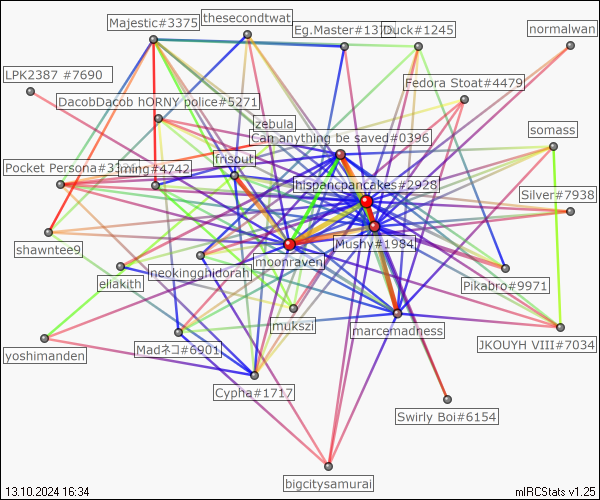 Majestic#3375
thesecondtwat
Eg.Master#13
Duck#1245
normalwan
LPK2387 #7690
Fedora Stoat#4479
DacobDacob hORNY police#5271
zebula
somass
Can anything be saved#0396
frisout
Pocket Persona#3
ming#4742
hispancpancakes#2928
Silver#7938
shawntee9
Mushy#1984
moonraven
neokingghidorah
eliakith
Pikabro#9971
mukszi
marcemadness
yoshimanden
Madネコ#6901
JKOUYH VIII#7034
Cypha#1717
Swirly Boi#6154
bigcitysamurai
13.10.2024 16:34
mIRCStats v1.25